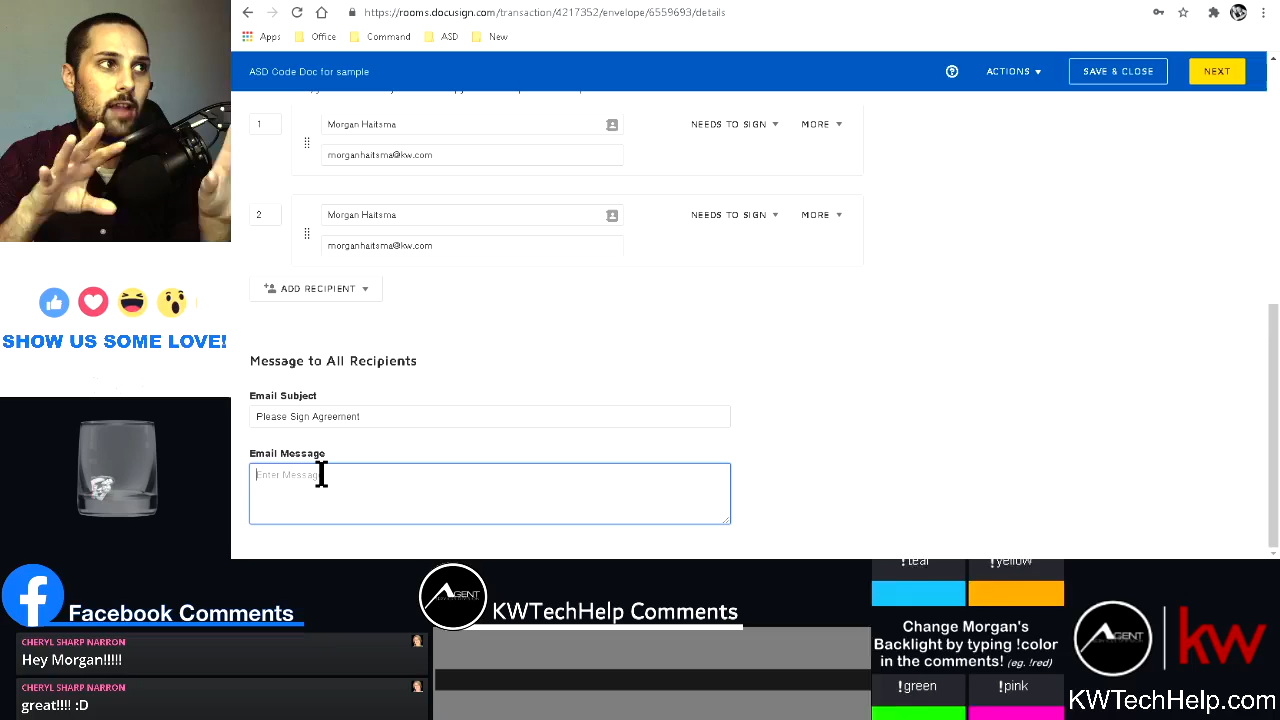 https://rooms.docusign.com/transaction/4217352/envelope/6559693/details
Apps Office Command ASD New
ASD Code Doc for sample
ACTIONS
SAVE & CLOSE
NEXT
1
Morgan Haitsma
NEEDS TO SIGN
MORE
morganhaitsma@kw.com
2
Morgan Haitsma
NEEDS TO SIGN
MORE
morganhaitsma@kw.com
ADD RECIPIENT
SHOW US SOME LOVE!
Message to All Recipients
Email Subject
Please Sign Agreement
Email Message
Enter Message
Facebook Comments
CHERYL SHARP NARRON
Hey Morgan!!!!!
CHERYL SHARP NARRON
great!!!! :D
AGENT
KWTechHelp Comments
!teal
!yellow
Change Morgan's
Backlight by typing !color
in the comments! (eg. !red)
!green
!pink
AGENT
kw
KWTechHelp.com